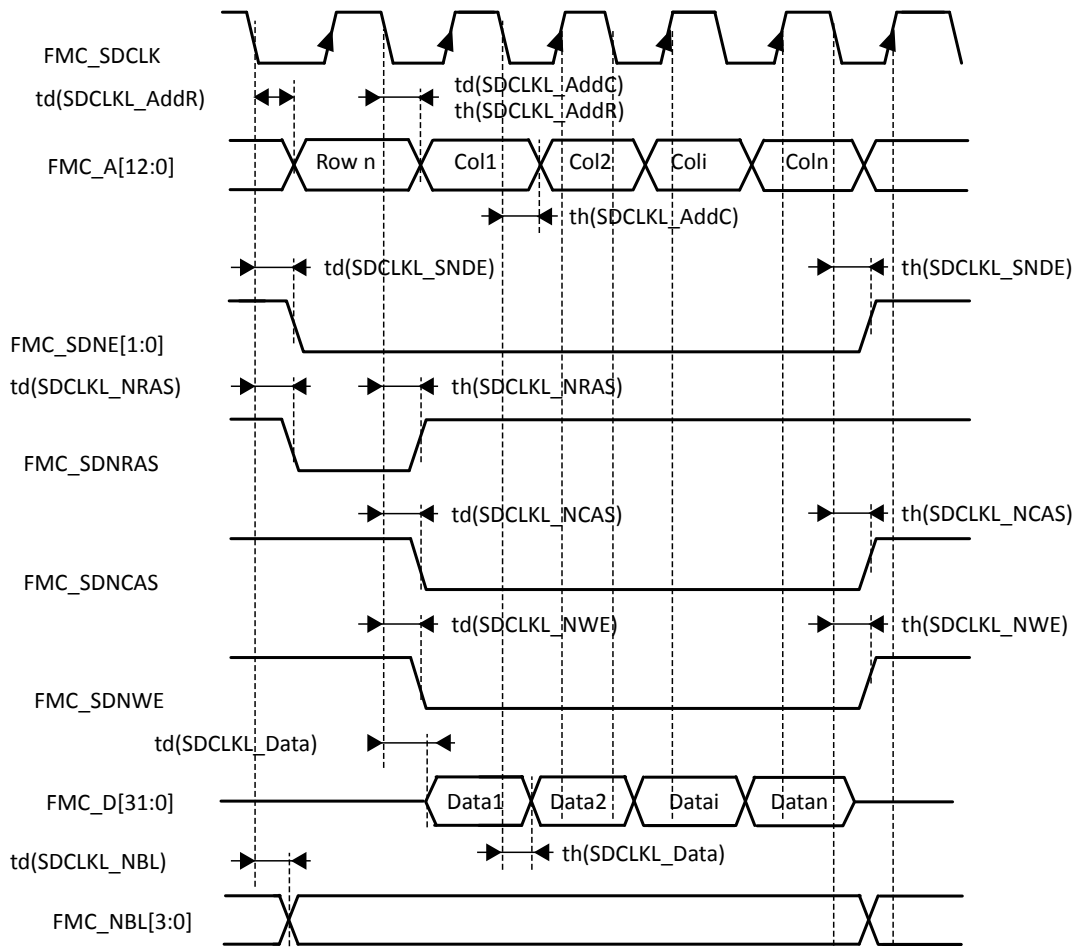 FMC_SDCLK
td(SDCLKL_AddR)
td(SDCLKL_AddC)
th(SDCLKL_AddR)
FMC_A[12:0]
Row n
Col1
Col2
Coli
Coln
th(SDCLKL_AddC)
td(SDCLKL_SNDE)
th(SDCLKL_SNDE)
FMC_SDNE[1:0]
td(SDCLKL_NRAS)
th(SDCLKL_NRAS)
FMC_SDNRAS
td(SDCLKL_NCAS)
th(SDCLKL_NCAS)
FMC_SDNCAS
td(SDCLKL_NWE)
th(SDCLKL_NWE)
FMC_SDNWE
td(SDCLKL_Data)
FMC_D[31:0]
Data1
Data2
Datai
Datan
td(SDCLKL_NBL)
th(SDCLKL_Data)
FMC_NBL[3:0]